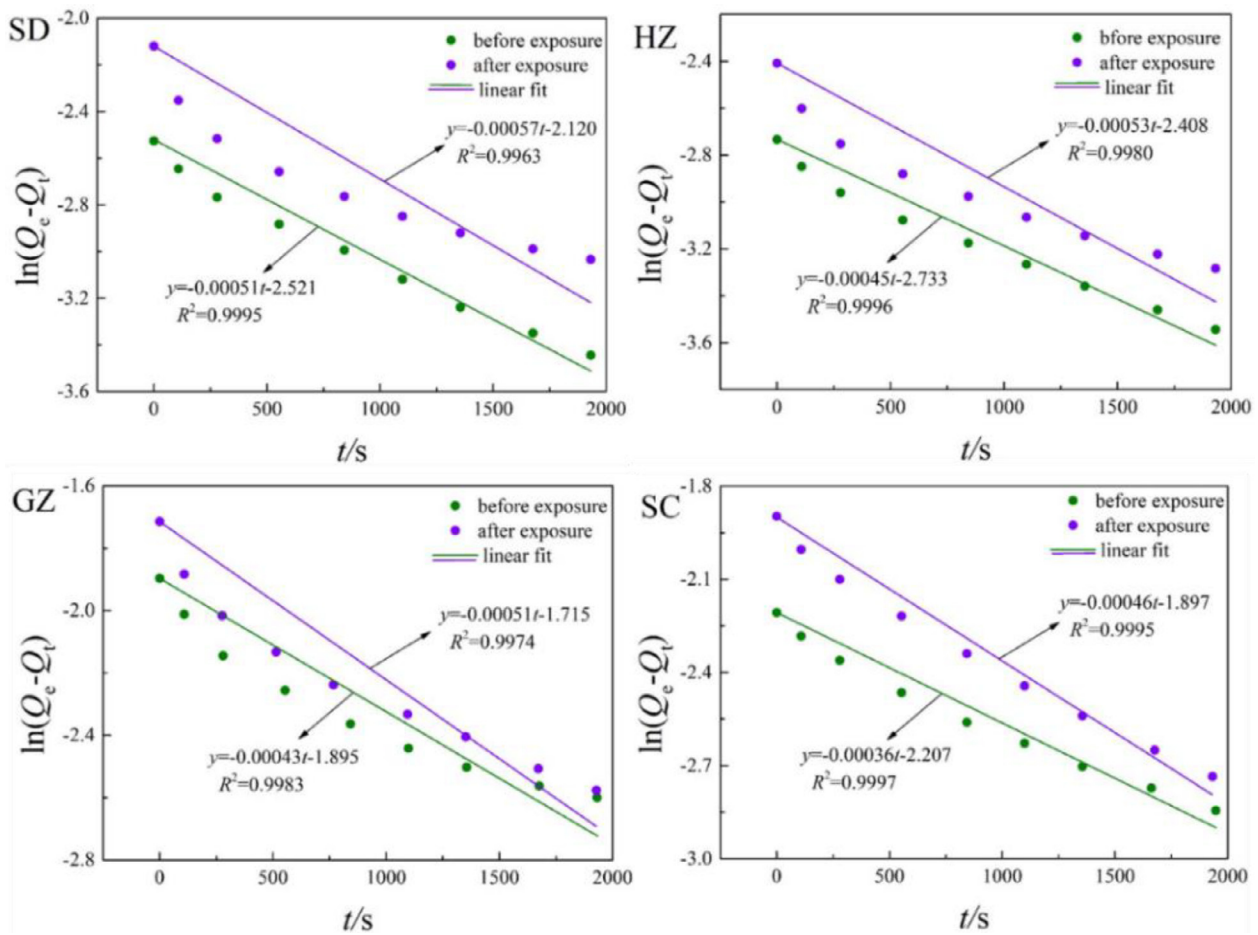 SD
-2.0
-2.4
-2.8
-3.2
-3.6
ln(Qe-Qt)
before exposure
after exposure
linear fit
y=-0.00057t-2.120
R²=0.9963
y=-0.00051t-2.521
R²=0.9995
0 500 1000 1500 2000
t/s
HZ
-2.4
-2.8
-3.2
-3.6
ln(Qe-Qt)
bfore exposure
after exposure
linear fit
y=-0.00053t-2.408
R²=0.9980
y=-0.00045t-2.733
R²=0.9996
0 500 1000 1500 2000
t/s
GZ
-1.6
-2.0
-2.4
-2.8
ln(Qe-Qt)
before exposure
after exposure
linear fit
y=-0.00051t-1.715
R²=0.9974
y=-0.00043t-1.895
R²=0.9983
0 500 1000 1500 2000
t/s
SC
-1.8
-2.1
-2.4
-2.7
-3.0
ln(Qe-Qt)
before exposure
after exposure
linear fit
y=-0.00046t-1.897
R²=0.9995
y=-0.00036t-2.207
R²=0.9997
0 500 1000 1500 2000
t/s